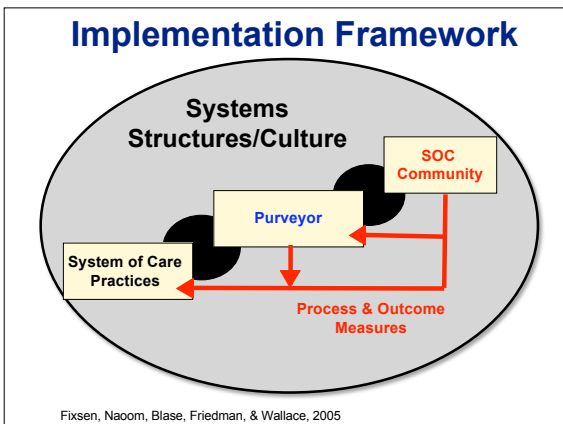 Implementation Framework
Systems
Structures/Culture
SOC
Community
Purveyor
System of Care
Practices
Process & Outcome
Measures
Fixsen, Naoom, Blase, Friedman, & Wallace, 2005